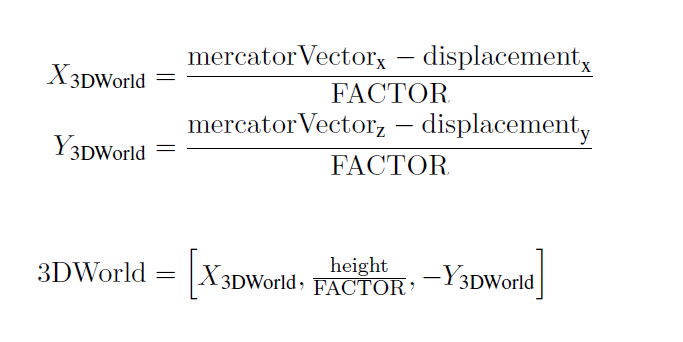 X_3DWorld = (mercatorVector_x − displacement_x) / FACTOR
Y_3DWorld = (mercatorVector_z − displacement_y) / FACTOR
3DWorld = [X_3DWorld, height / FACTOR, −Y_3DWorld]